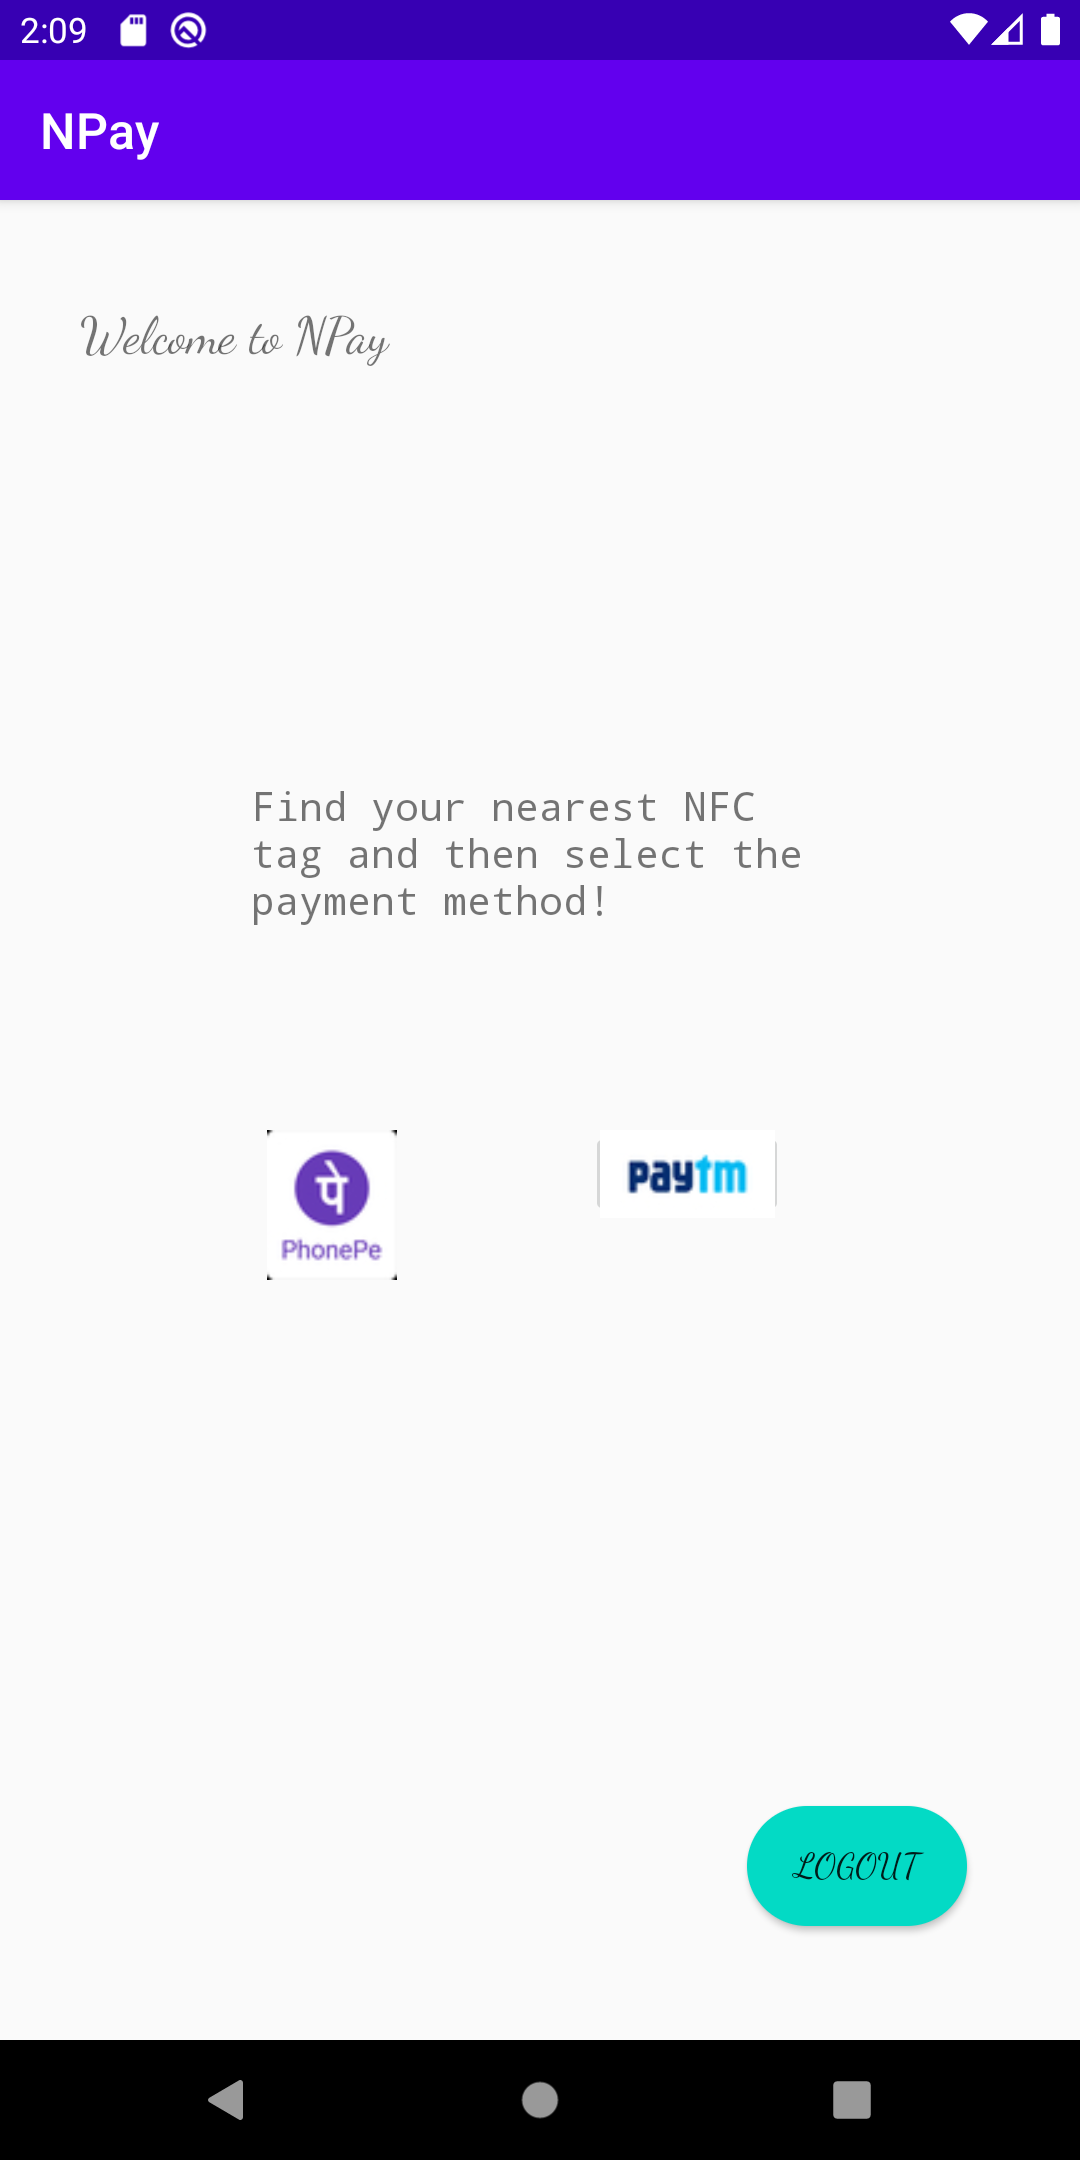 2:09
NPay
Welcome to NPay
Find your nearest NFC
tag and then select the
payment method!
पे
PhonePe
paytm
LOGOUT